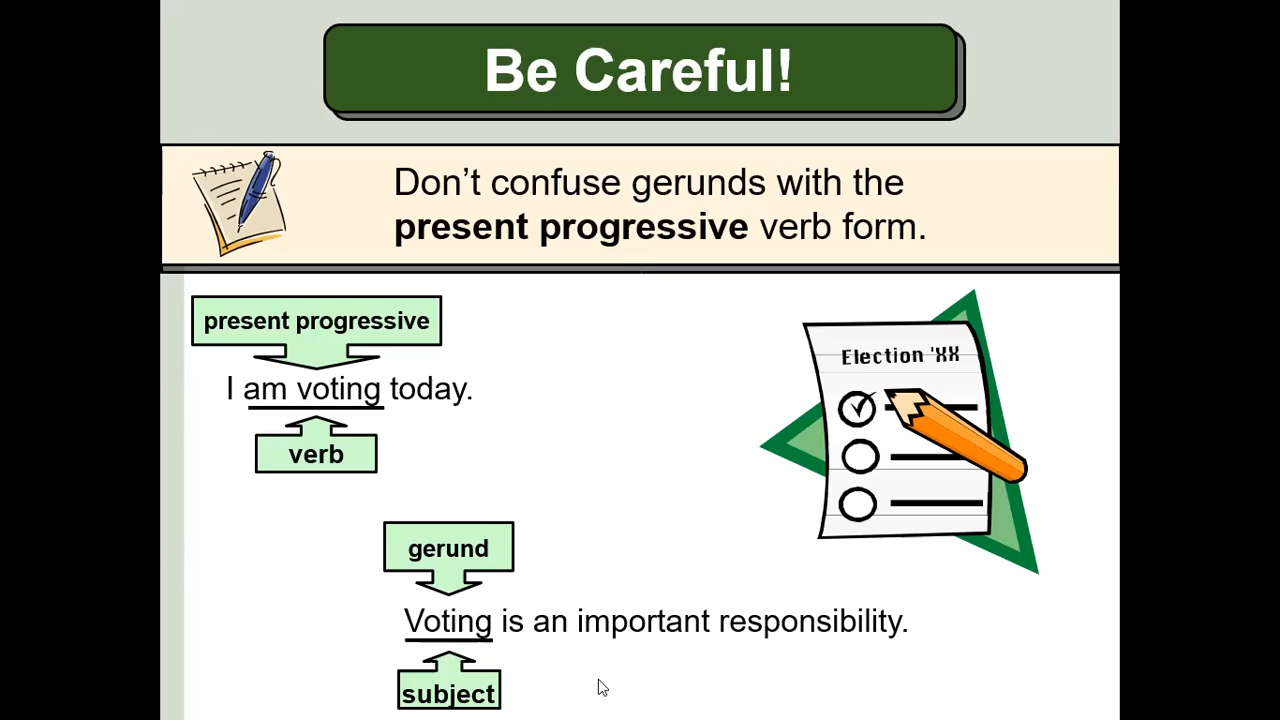 Be Careful!
Don’t confuse gerunds with the
present progressive verb form.
present progressive
I am voting today.
verb
Election 'XX
gerund
Voting is an important responsibility.
subject